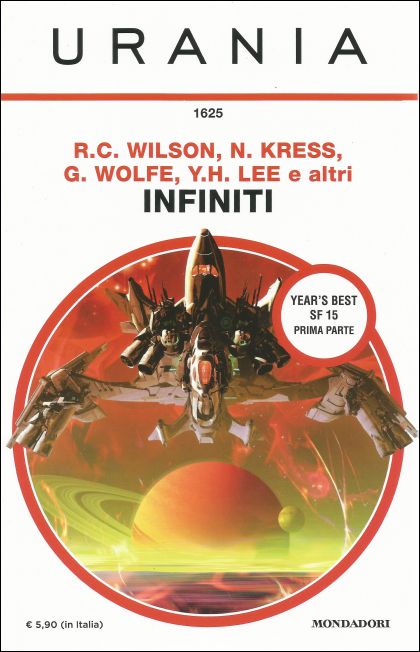 URANIA
1625
R.C. WILSON, N. KRESS,
G. WOLFE, Y.H. LEE e altri
INFINITI
YEAR'S BEST
SF 15
PRIMA PARTE
€ 5,90 (in Italia)
MONDADORI